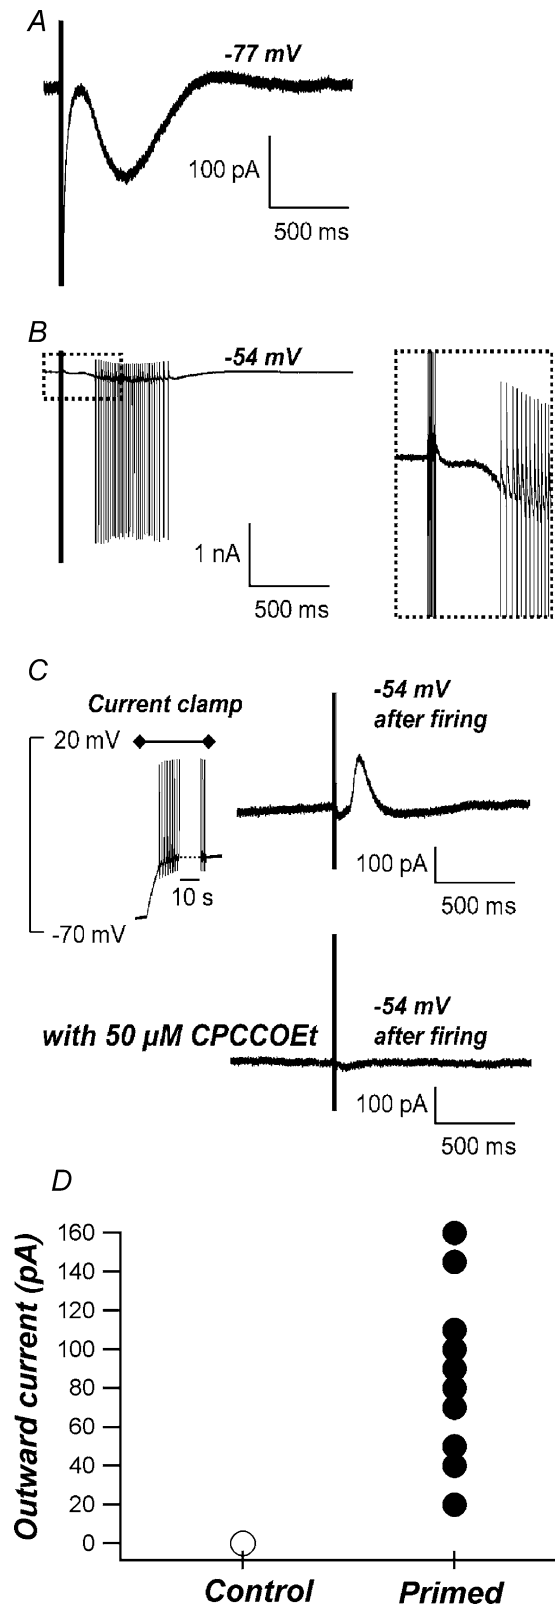 A
-77 mV
100 pA
500 ms
B
-54 mV
1 nA
500 ms
C
Current clamp
-54 mV
after firing
20 mV
10 s
-70 mV
100 pA
500 ms
with 50 µM CPCCOEt
-54 mV
after firing
100 pA
500 ms
D
Outward current (pA)
160
140
120
100
80
60
40
20
0
Control
Primed